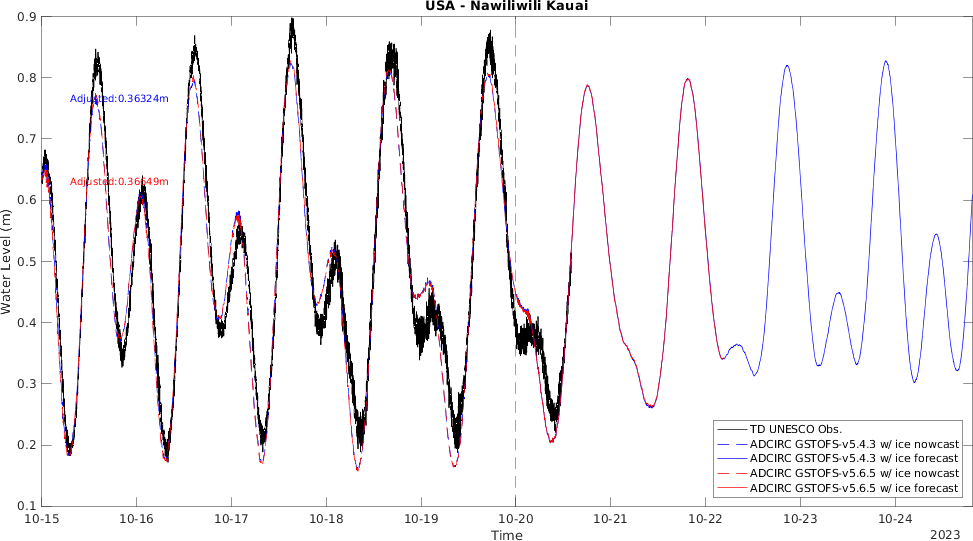 USA - Nawiliwili Kauai
0.9
0.8
0.7
0.6
0.5
0.4
0.3
0.2
0.1
Water Level (m)
Adjusted:0.36324m
Adjusted:0.36649m
TD UNESCO Obs.
ADCIRC GSTOFS-v5.4.3 w/ ice nowcast
ADCIRC GSTOFS-v5.4.3 w/ ice forecast
ADCIRC GSTOFS-v5.6.5 w/ ice nowcast
ADCIRC GSTOFS-v5.6.5 w/ ice forecast
10-15 10-16 10-17 10-18 10-19 10-20 10-21 10-22 10-23 10-24
Time
2023